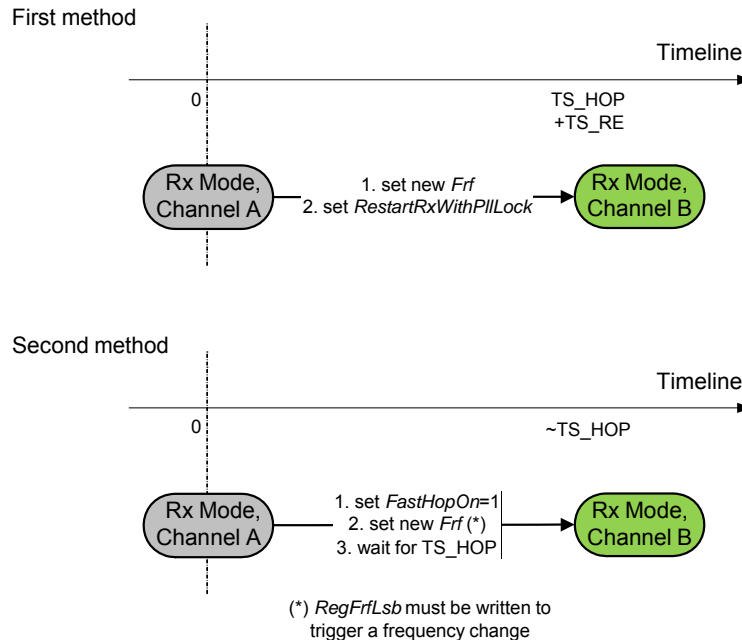 First method
Timeline
0
TS_HOP
+TS_RE
Rx Mode,
Channel A
1. set new Frf
2. set RestartRxWithPllLock
Rx Mode,
Channel B
Second method
Timeline
0
~TS_HOP
Rx Mode,
Channel A
1. set FastHopOn=1
2. set new Frf (*)
3. wait for TS_HOP
Rx Mode,
Channel B
(*) RegFrfLsb must be written to
trigger a frequency change